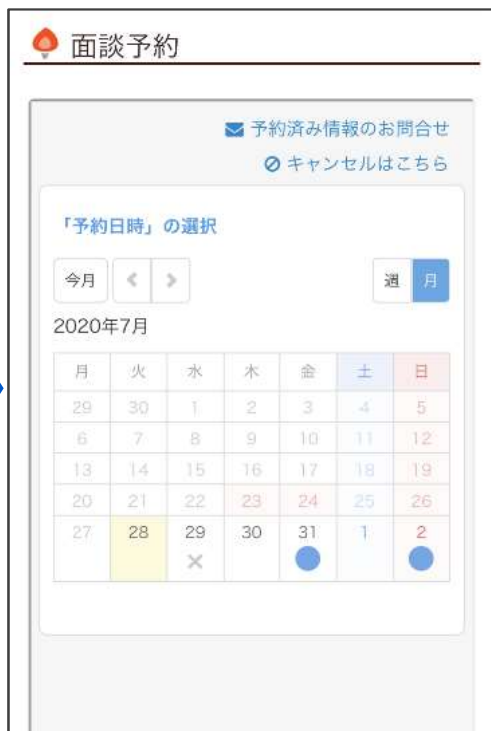 面談予約
予約済み情報のお問合せ
キャンセルはこちら
「予約日時」の選択
今月 < > 週 月
2020年7月
月 火 水 木 金 土 日
29 30 1 2 3 4 5
6 7 8 9 10 11 12
13 14 15 16 17 18 19
20 21 22 23 24 25 26
27 28 29 30 31 1 2
×